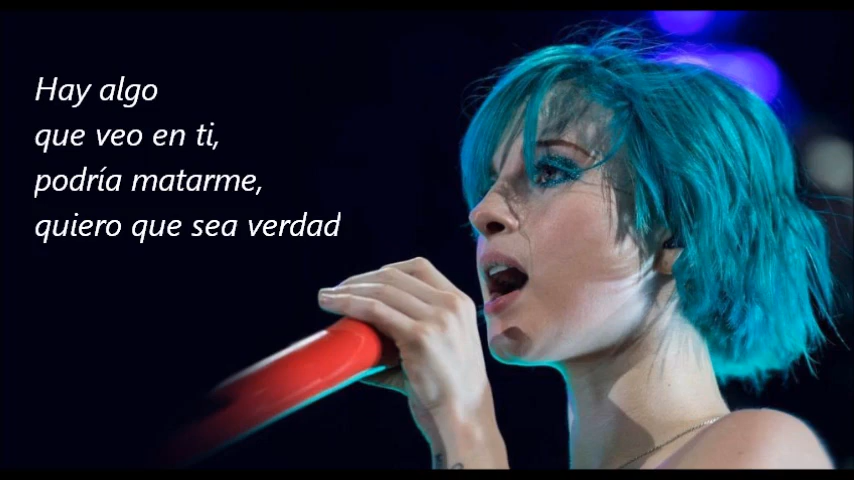 Hay algo
que veo en ti,
podría matarme,
quiero que sea verdad